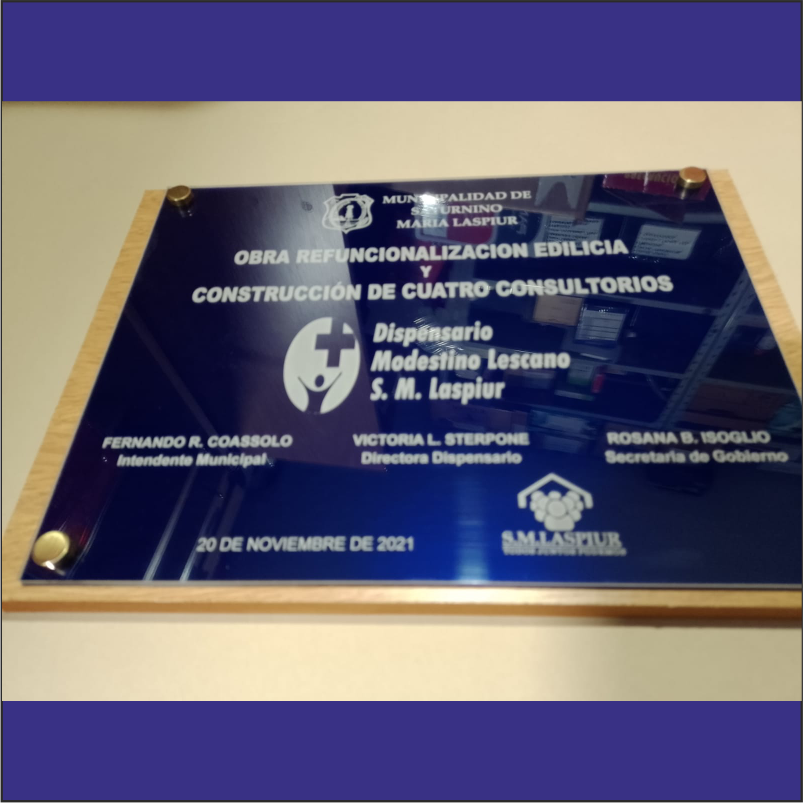 MUNICIPALIDAD DE
SATURNINO
MARIA LASPIUR
OBRA REFUNCIONALIZACION EDILICIA
Y
CONSTRUCCIÓN DE CUATRO CONSULTORIOS
Dispensario
Modestino Lescano
S. M. Laspiur
FERNANDO R. COASSOLO
Intendente Municipal
VICTORIA L. STERPONE
Directora Dispensario
ROSANA B. ISOGLIO
Secretaria de Gobierno
S.M.LASPIUR
20 DE NOVIEMBRE DE 2021